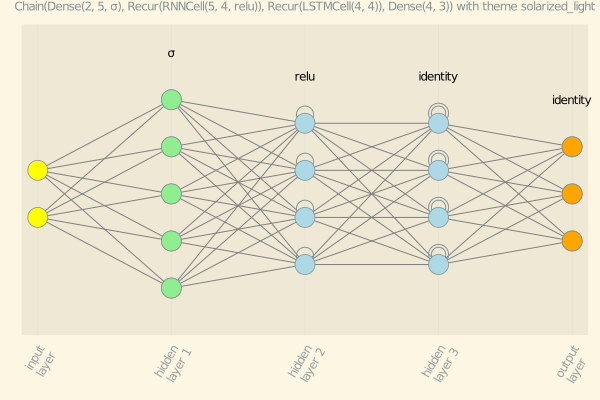 Chain(Dense(2, 5, σ), Recur(RNNCell(5, 4, relu)), Recur(LSTMCell(4, 4)), Dense(4, 3)) with theme solarized_light
σ
relu
identity
identity
input
layer
hidden
layer 1
hidden
layer 2
hidden
layer 3
output
layer